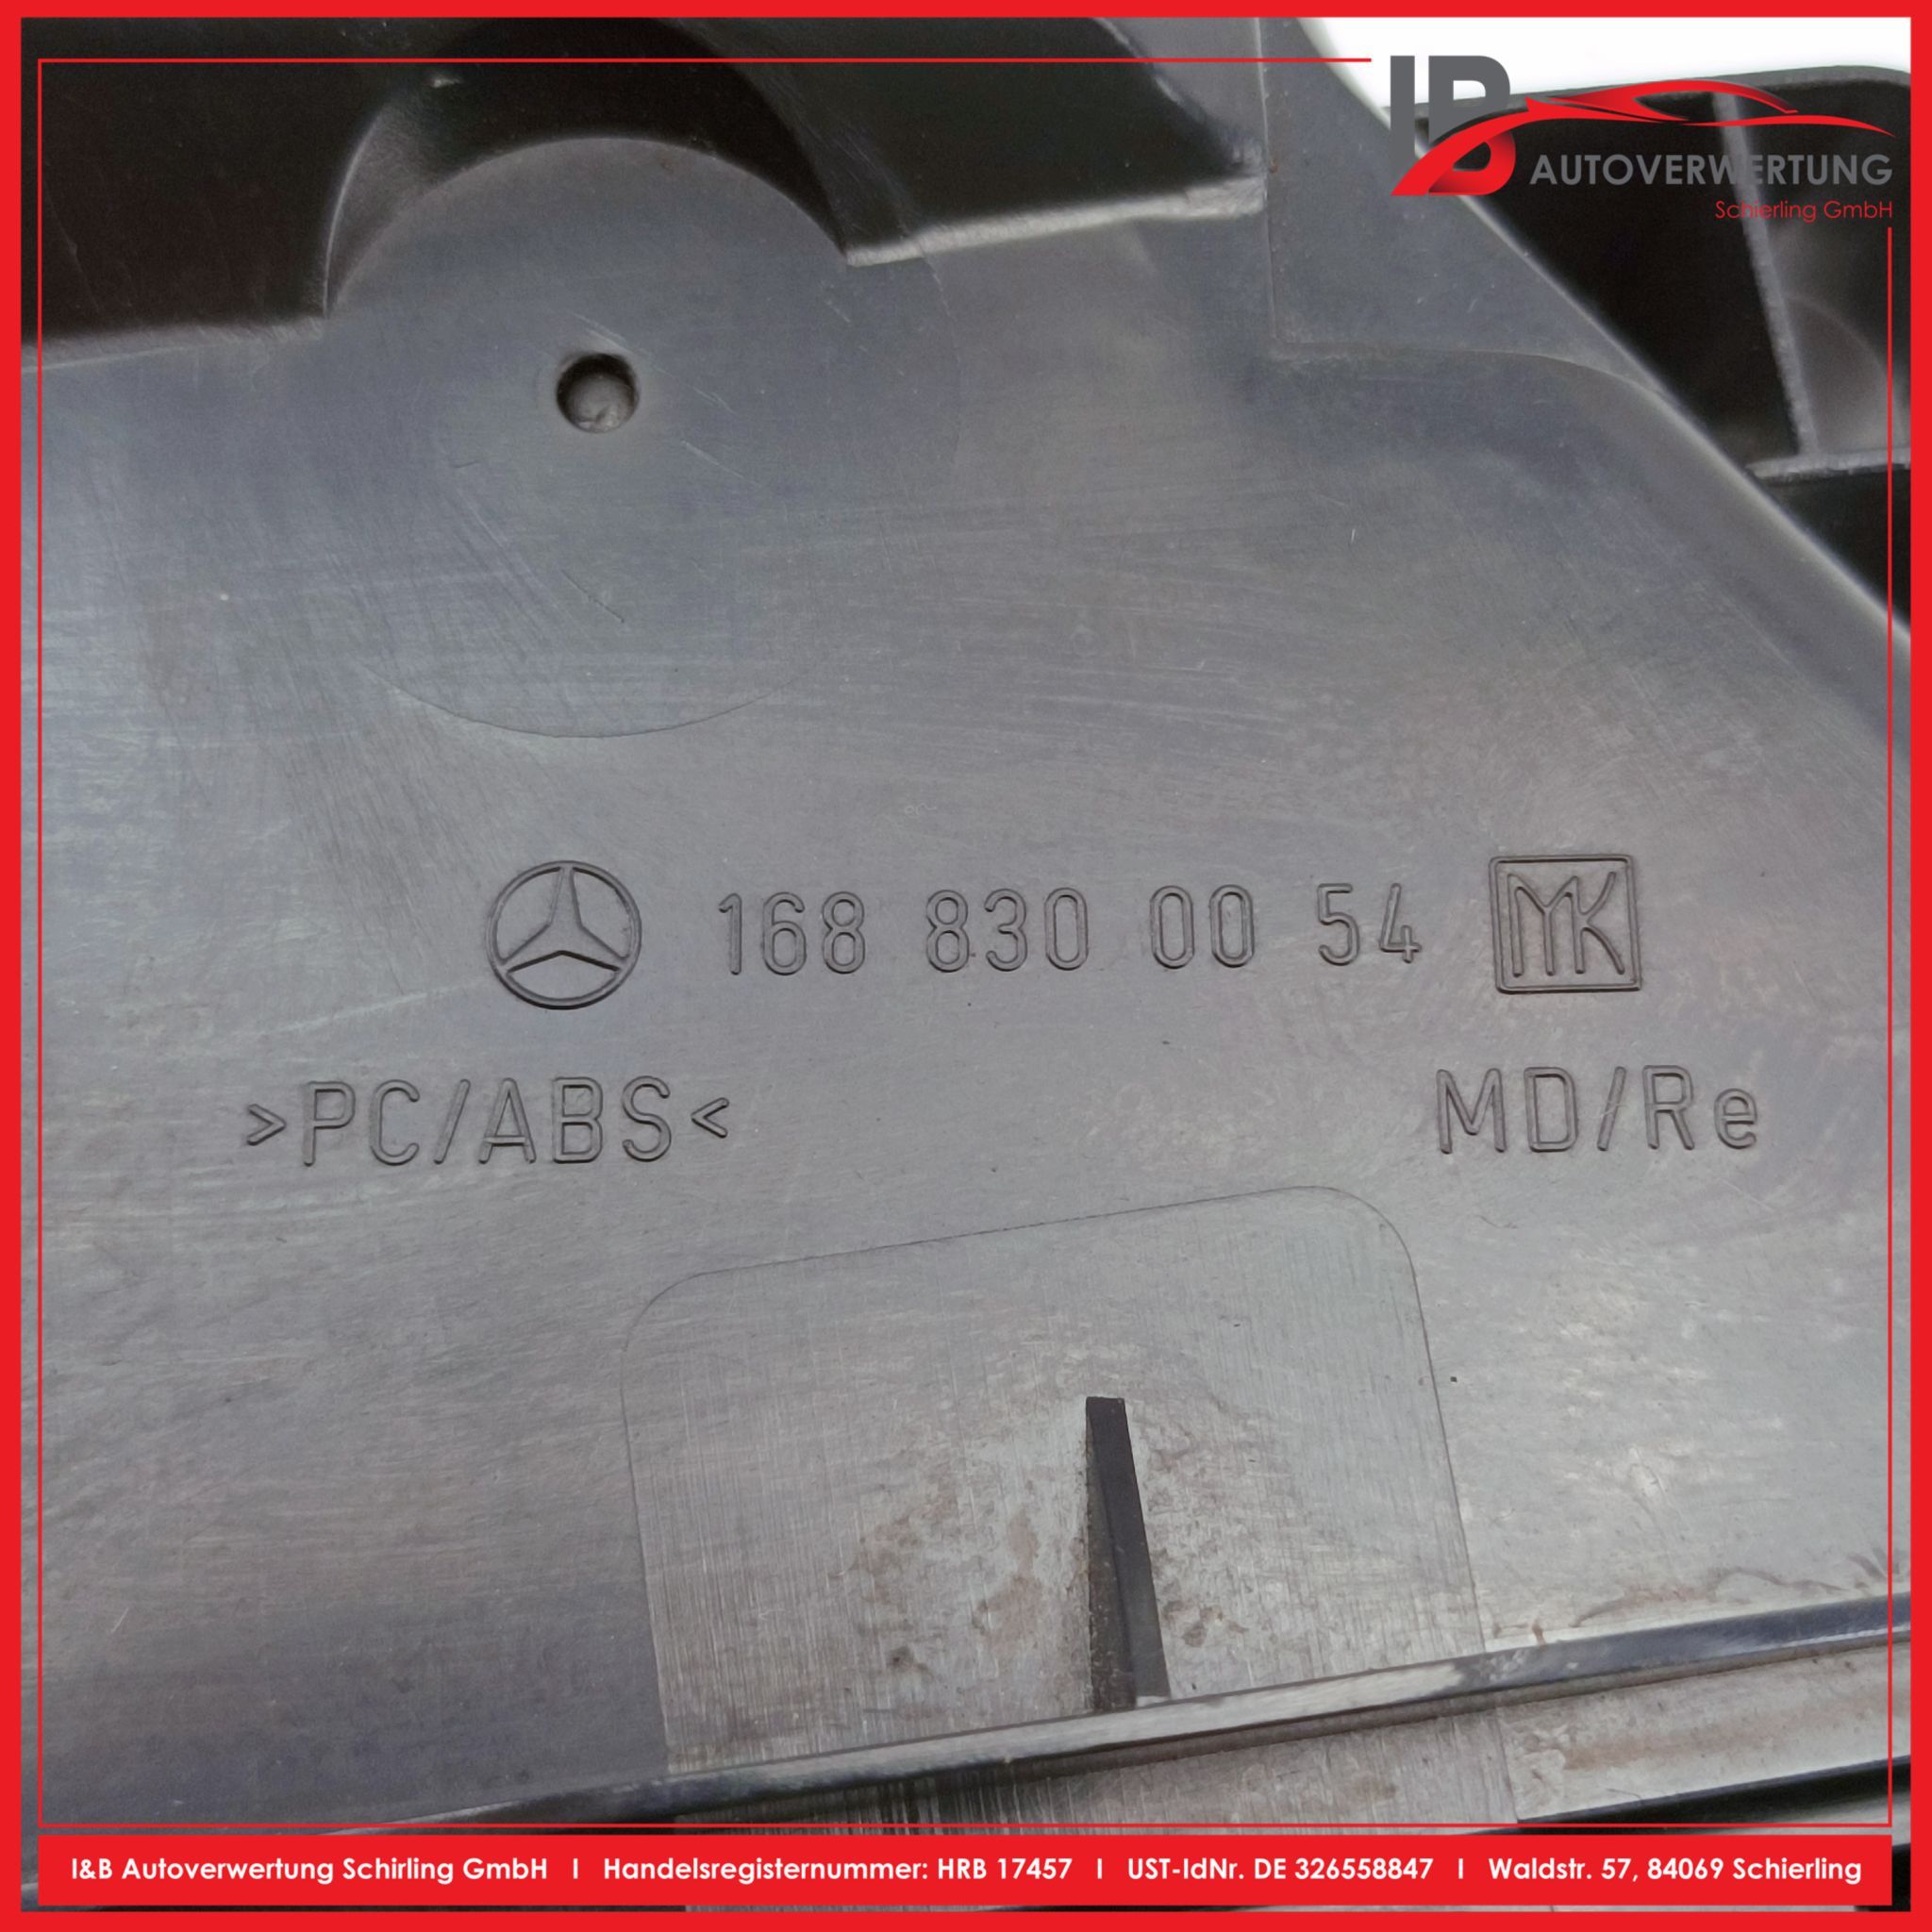 IB
AUTOVERWERTUNG
Schierling GmbH
168 830 00 54 MYK
>PC/ABS< MD/Re
I&B Autoverwertung Schirling GmbH I Handelsregisternummer: HRB 17457 I UST-IdNr. DE 326558847 I Waldstr. 57, 84069 Schierling